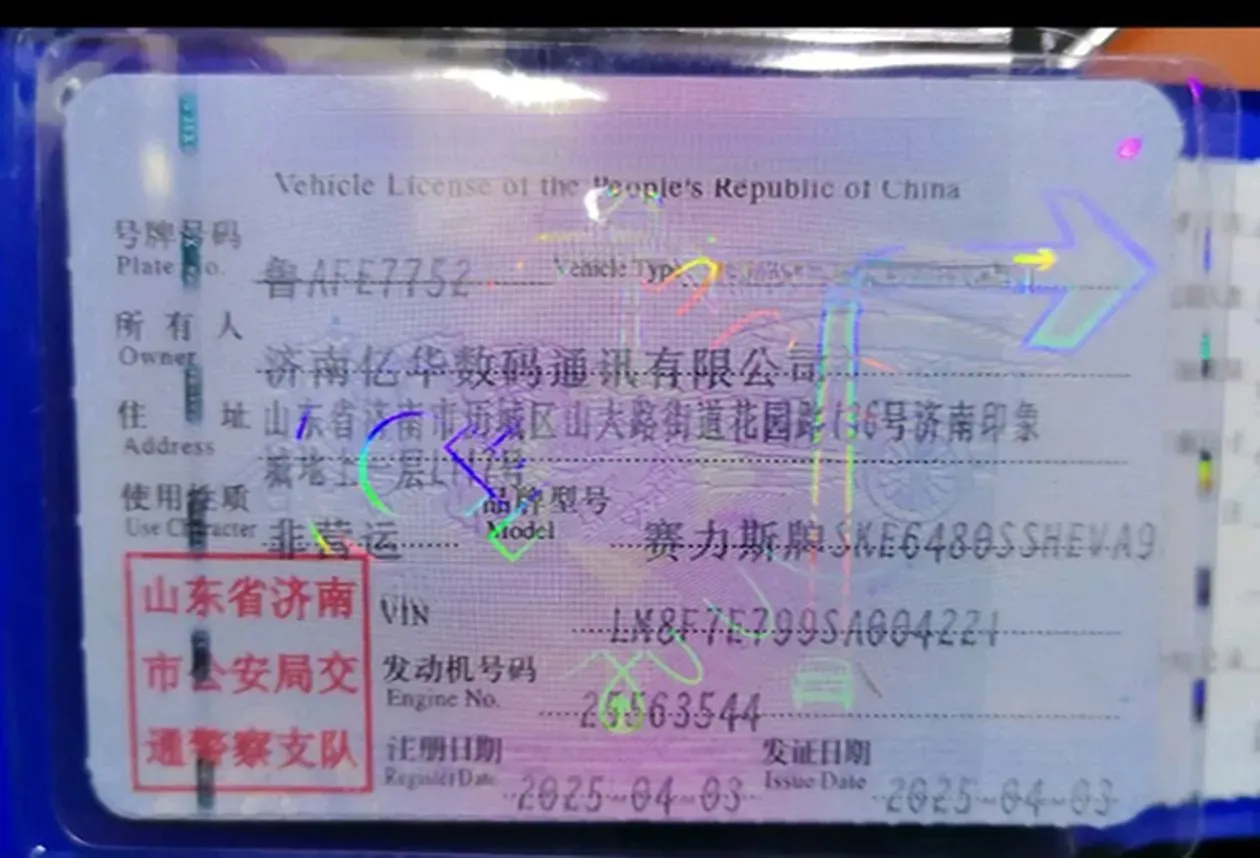 Vehicle License of the People's Republic of China
号牌号码 鲁AFE7752 Vehicle Type
Plate No.
所有人 济南亿华数码通讯有限公司
Owner
住址 山东省济南市历城区山大路街道花园路136号济南印象
Address 城地上一层L112号
使用性质 非营运 品牌型号 赛力斯牌SKE6480SSHEVA9
Use Character Model
山东省济南
市公安局交
通警察支队
VIN LM8F7E799SA004221
发动机号码 25563544
Engine No.
注册日期 2025-04-03 发证日期 2025-04-03
Register Date Issue Date